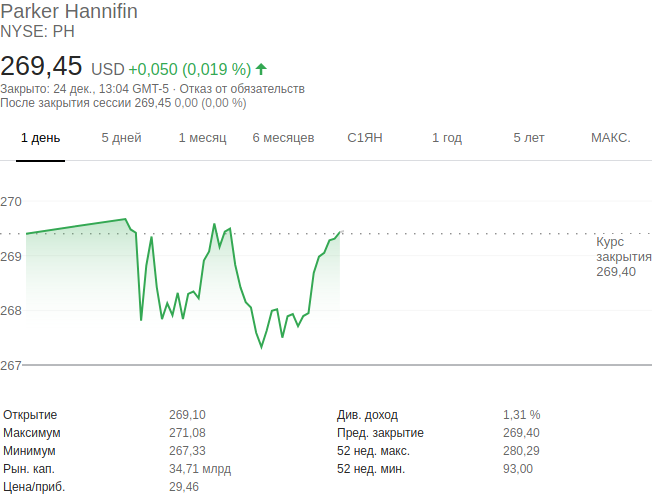 Parker Hannifin
NYSE: PH
269,45 USD +0,050 (0,019 %)
Закрыто: 24 дек., 13:04 GMT-5 · Отказ от обязательств
После закрытия сессии 269,45 0,00 (0,00 %)
1 день 5 дней 1 месяц 6 месяцев С1ЯН 1 год 5 лет МАКС.
270
269
268
267
Курс
закрытия
269,40
Открытие 269,10 Див. доход 1,31 %
Максимум 271,08 Пред. закрытие 269,40
Минимум 267,33 52 нед. макс. 280,29
Рын. кап. 34,71 млрд 52 нед. мин. 93,00
Цена/приб. 29,46